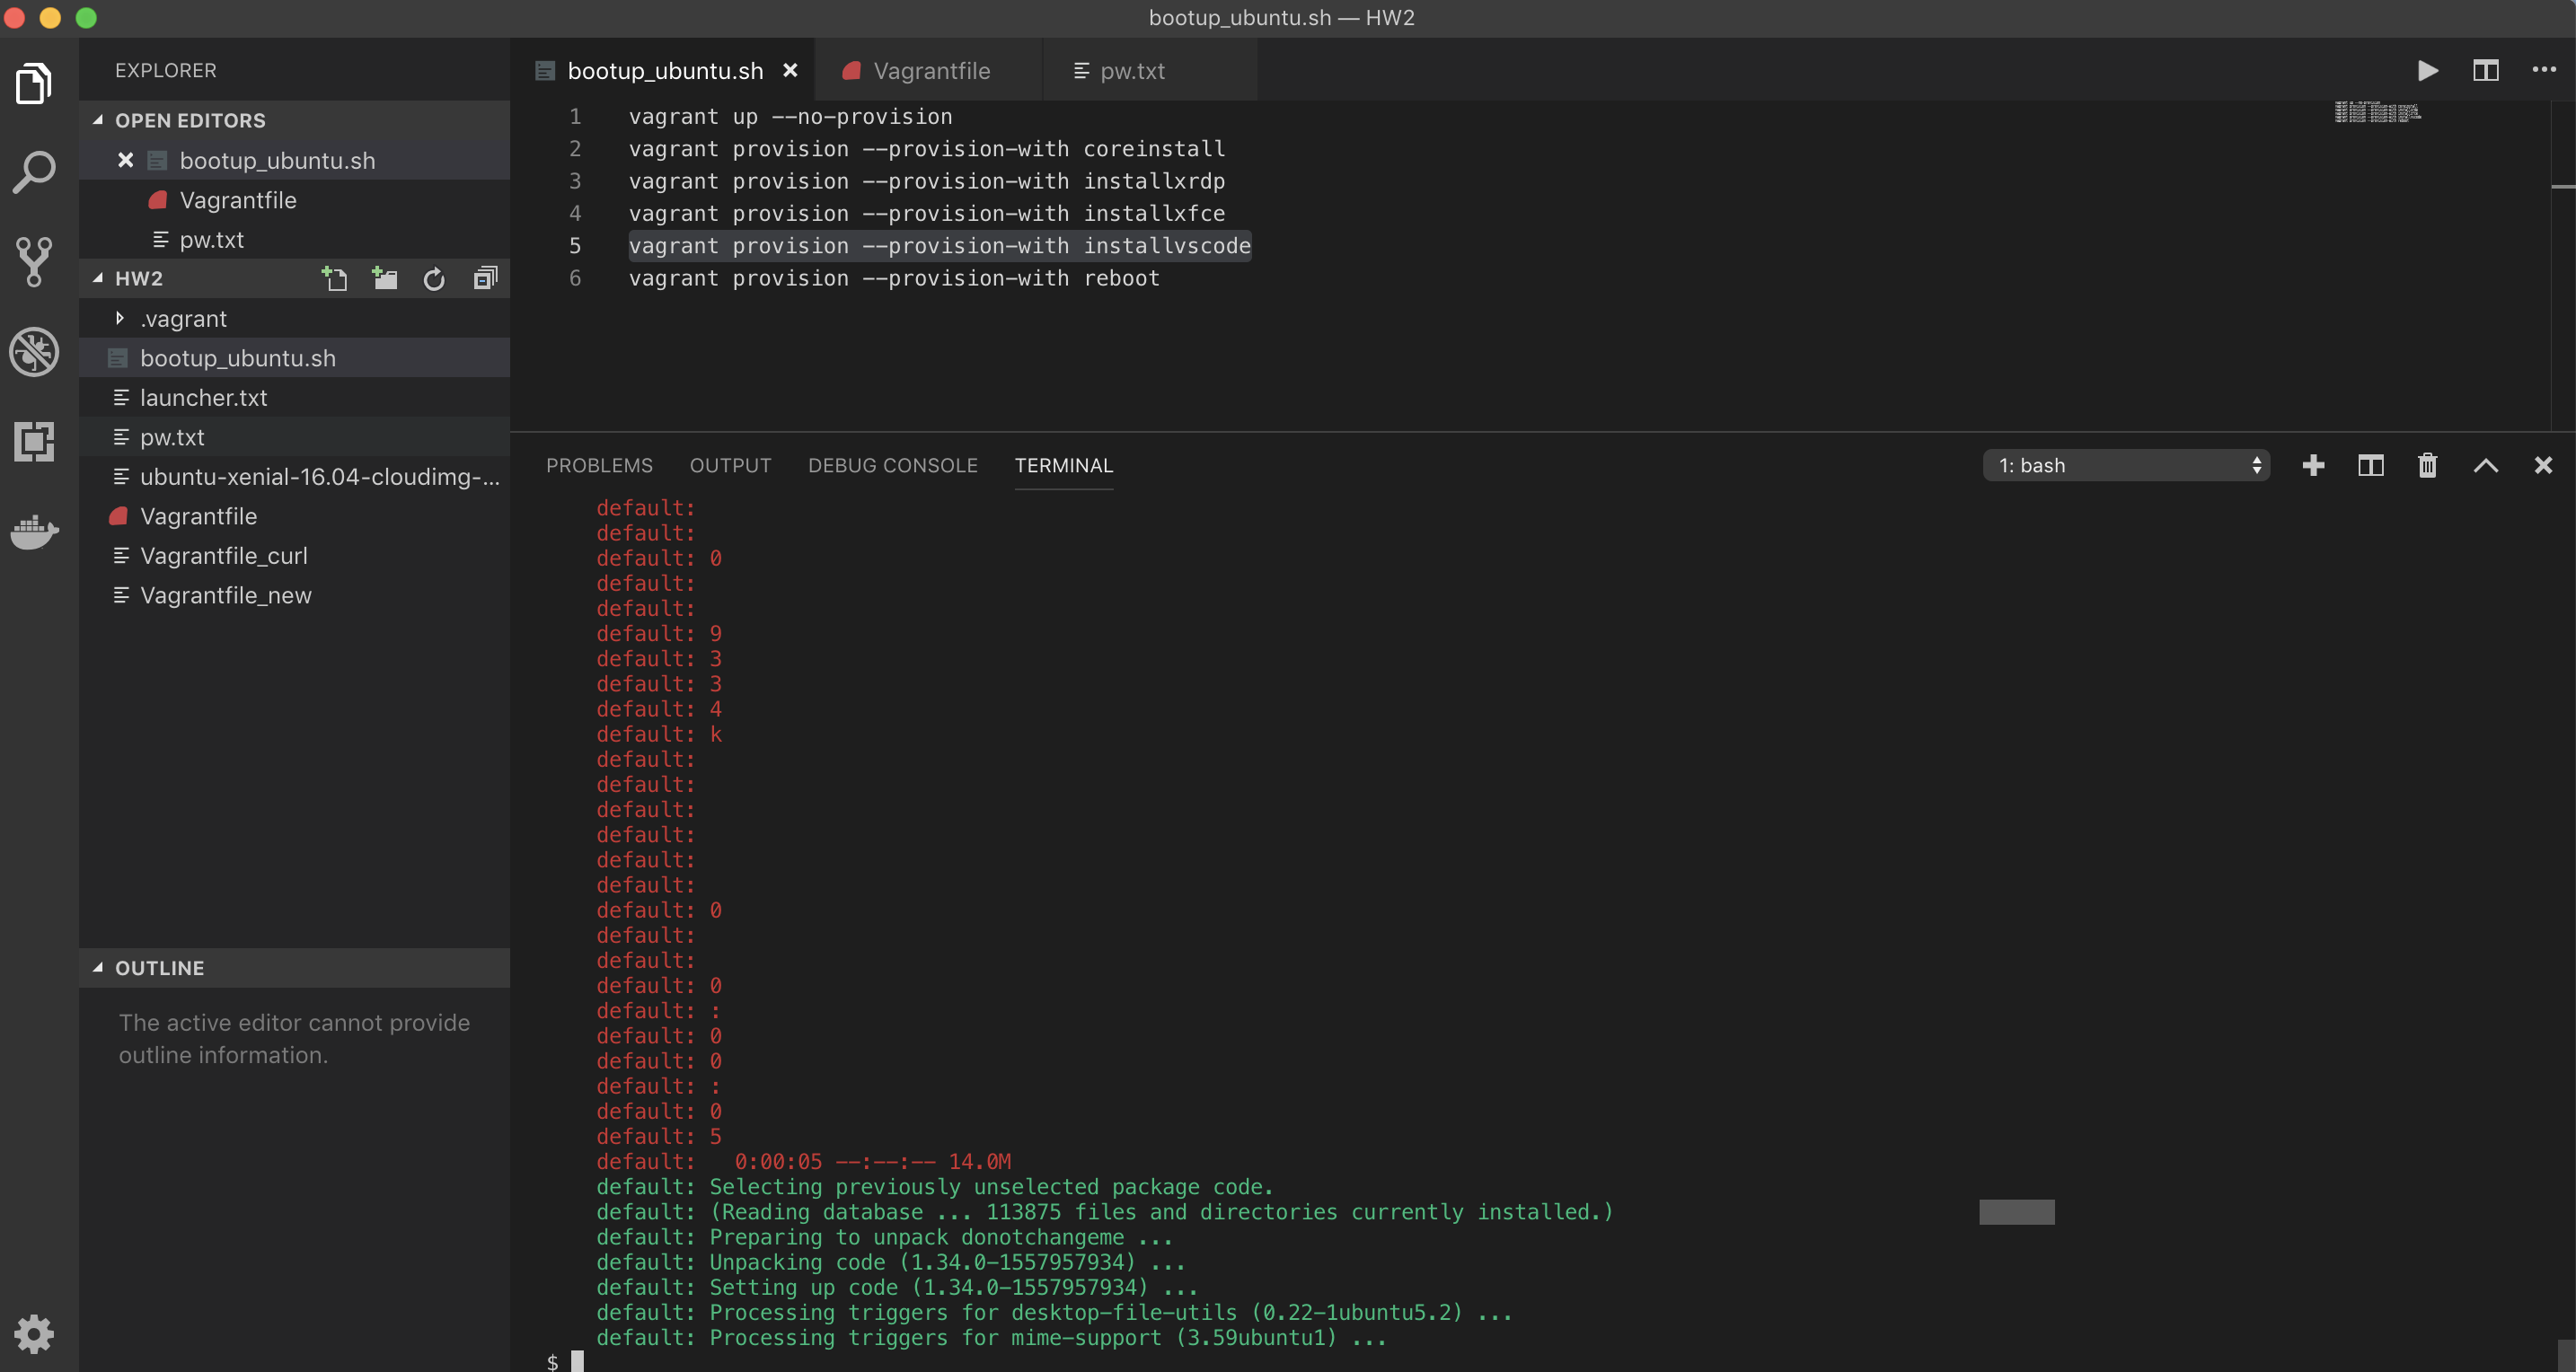 bootup_ubuntu.sh — HW2
EXPLORER
OPEN EDITORS
bootup_ubuntu.sh
Vagrantfile
pw.txt
HW2
.vagrant
bootup_ubuntu.sh
launcher.txt
pw.txt
ubuntu-xenial-16.04-cloudimg-...
Vagrantfile
Vagrantfile_curl
Vagrantfile_new
OUTLINE
The active editor cannot provide
outline information.
bootup_ubuntu.sh
Vagrantfile
pw.txt
1 vagrant up --no-provision
2 vagrant provision --provision-with coreinstall
3 vagrant provision --provision-with installxrdp
4 vagrant provision --provision-with installxfce
5 vagrant provision --provision-with installvscode
6 vagrant provision --provision-with reboot
PROBLEMS OUTPUT DEBUG CONSOLE TERMINAL 1: bash
default:
default:
default: 0
default:
default:
default: 9
default: 3
default: 3
default: 4
default: k
default:
default:
default:
default:
default:
default:
default: 0
default:
default:
default: 0
default: :
default: 0
default: 0
default: :
default: 0
default: 5
default:   0:00:05 --:--:-- 14.0M
default: Selecting previously unselected package code.
default: (Reading database ... 113875 files and directories currently installed.)
default: Preparing to unpack donotchangeme ...
default: Unpacking code (1.34.0-1557957934) ...
default: Setting up code (1.34.0-1557957934) ...
default: Processing triggers for desktop-file-utils (0.22-1ubuntu5.2) ...
default: Processing triggers for mime-support (3.59ubuntu1) ...
$